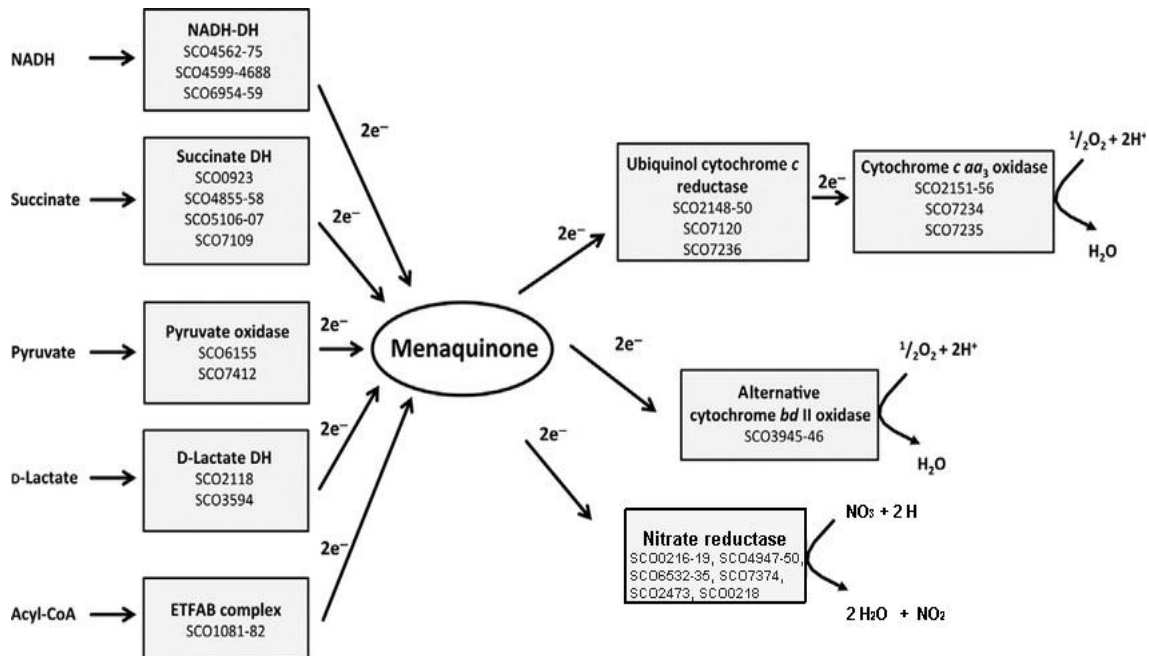 NADH
NADH-DH
SCO4562-75
SCO4599-4688
SCO6954-59
2e⁻
Succinate
Succinate DH
SCO0923
SCO4855-58
SCO5106-07
SCO7109
2e⁻
Pyruvate
Pyruvate oxidase
SCO6155
SCO7412
2e⁻
D-Lactate
D-Lactate DH
SCO2118
SCO3594
2e⁻
Acyl-CoA
ETFAB complex
SCO1081-82
2e⁻
Menaquinone
2e⁻
Ubiquinol cytochrome c
reductase
SCO2148-50
SCO7120
SCO7236
2e⁻
Cytochrome c aa₃ oxidase
SCO2151-56
SCO7234
SCO7235
¹/₂O₂ + 2H⁺
H₂O
2e⁻
Alternative
cytochrome bd II oxidase
SCO3945-46
¹/₂O₂ + 2H⁺
H₂O
2e⁻
Nitrate reductase
SCO0216-19, SCO4947-50,
SCO6532-35, SCO7374,
SCO2473, SCO0218
NO₃ + 2 H
2 H₂O + NO₂